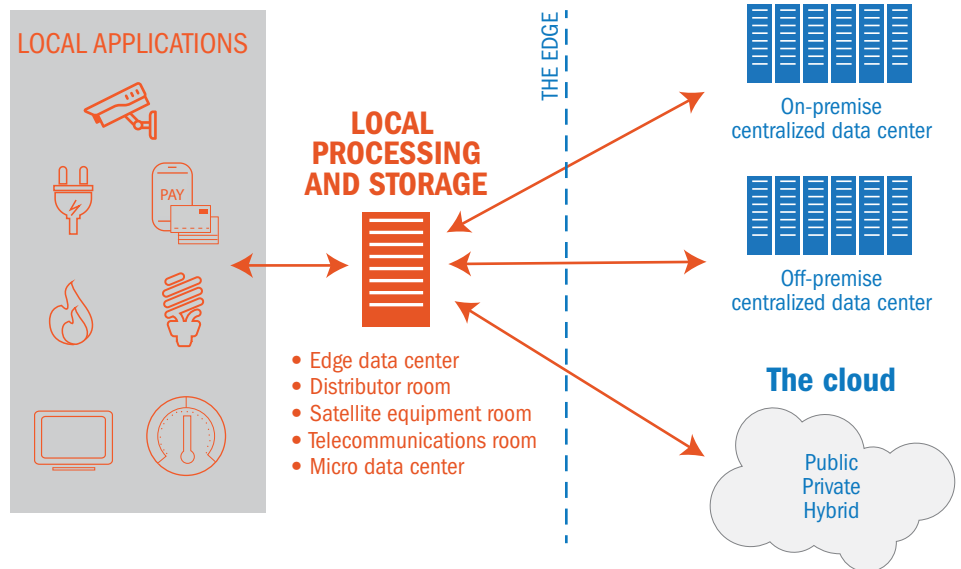 LOCAL APPLICATIONS
PAY
LOCAL
PROCESSING
AND STORAGE
• Edge data center
• Distributor room
• Satellite equipment room
• Telecommunications room
• Micro data center
THE EDGE
On-premise
centralized data center
Off-premise
centralized data center
The cloud
Public
Private
Hybrid